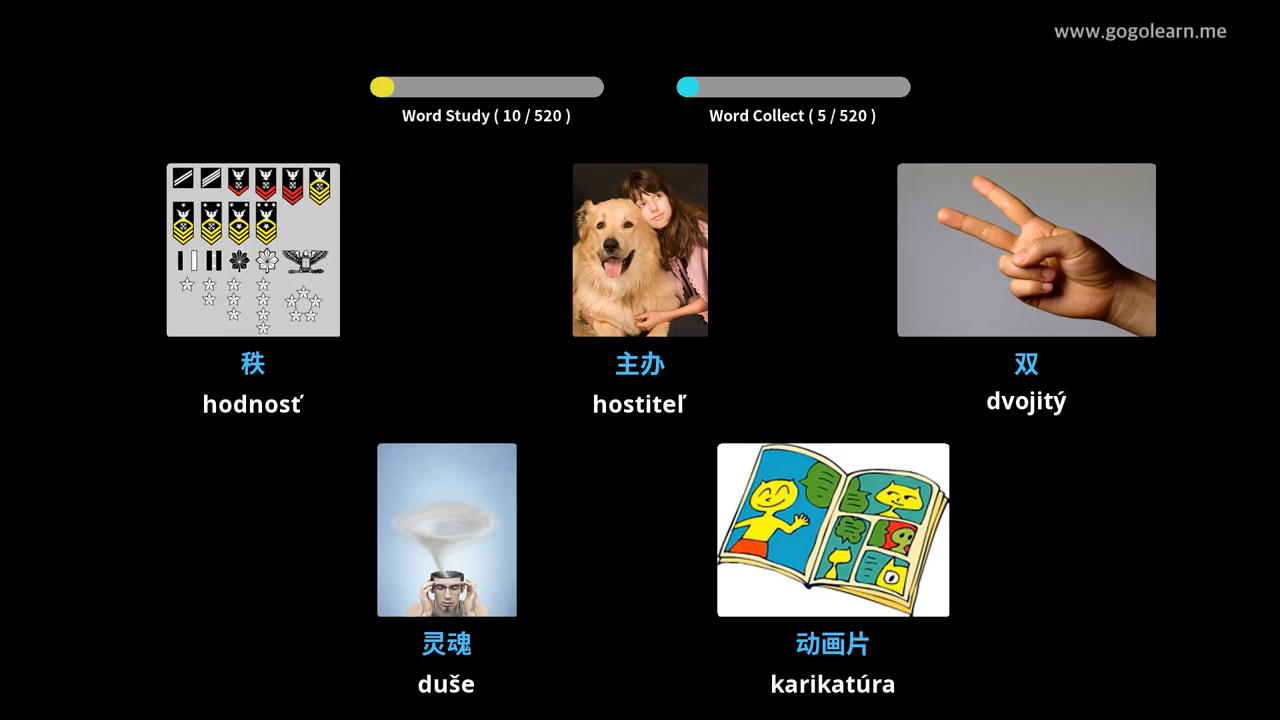 www.gogolearn.me
Word Study ( 10 / 520 )
Word Collect ( 5 / 520 )
秩
主办
双
hodnosť
hostiteľ
dvojitý
灵魂
动画片
duše
karikatúra